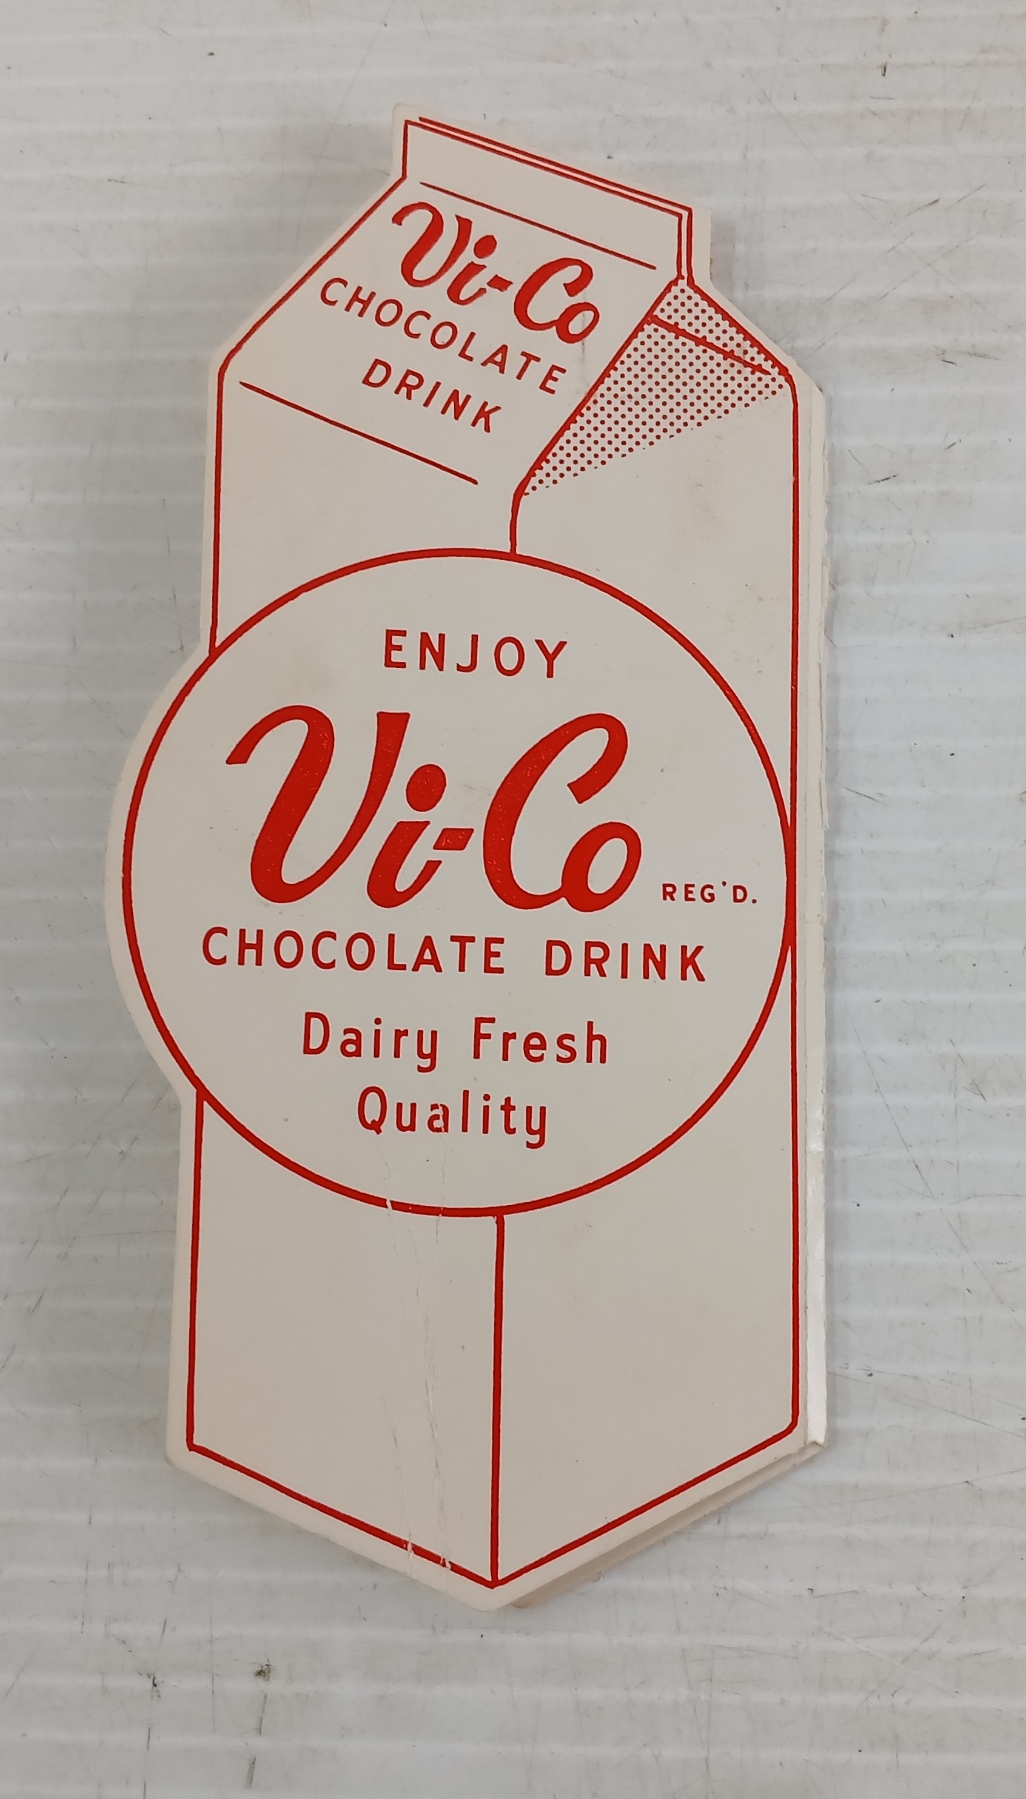 Vi-Co
CHOCOLATE
DRINK
ENJOY
Vi-Co
REG'D.
CHOCOLATE DRINK
Dairy Fresh
Quality